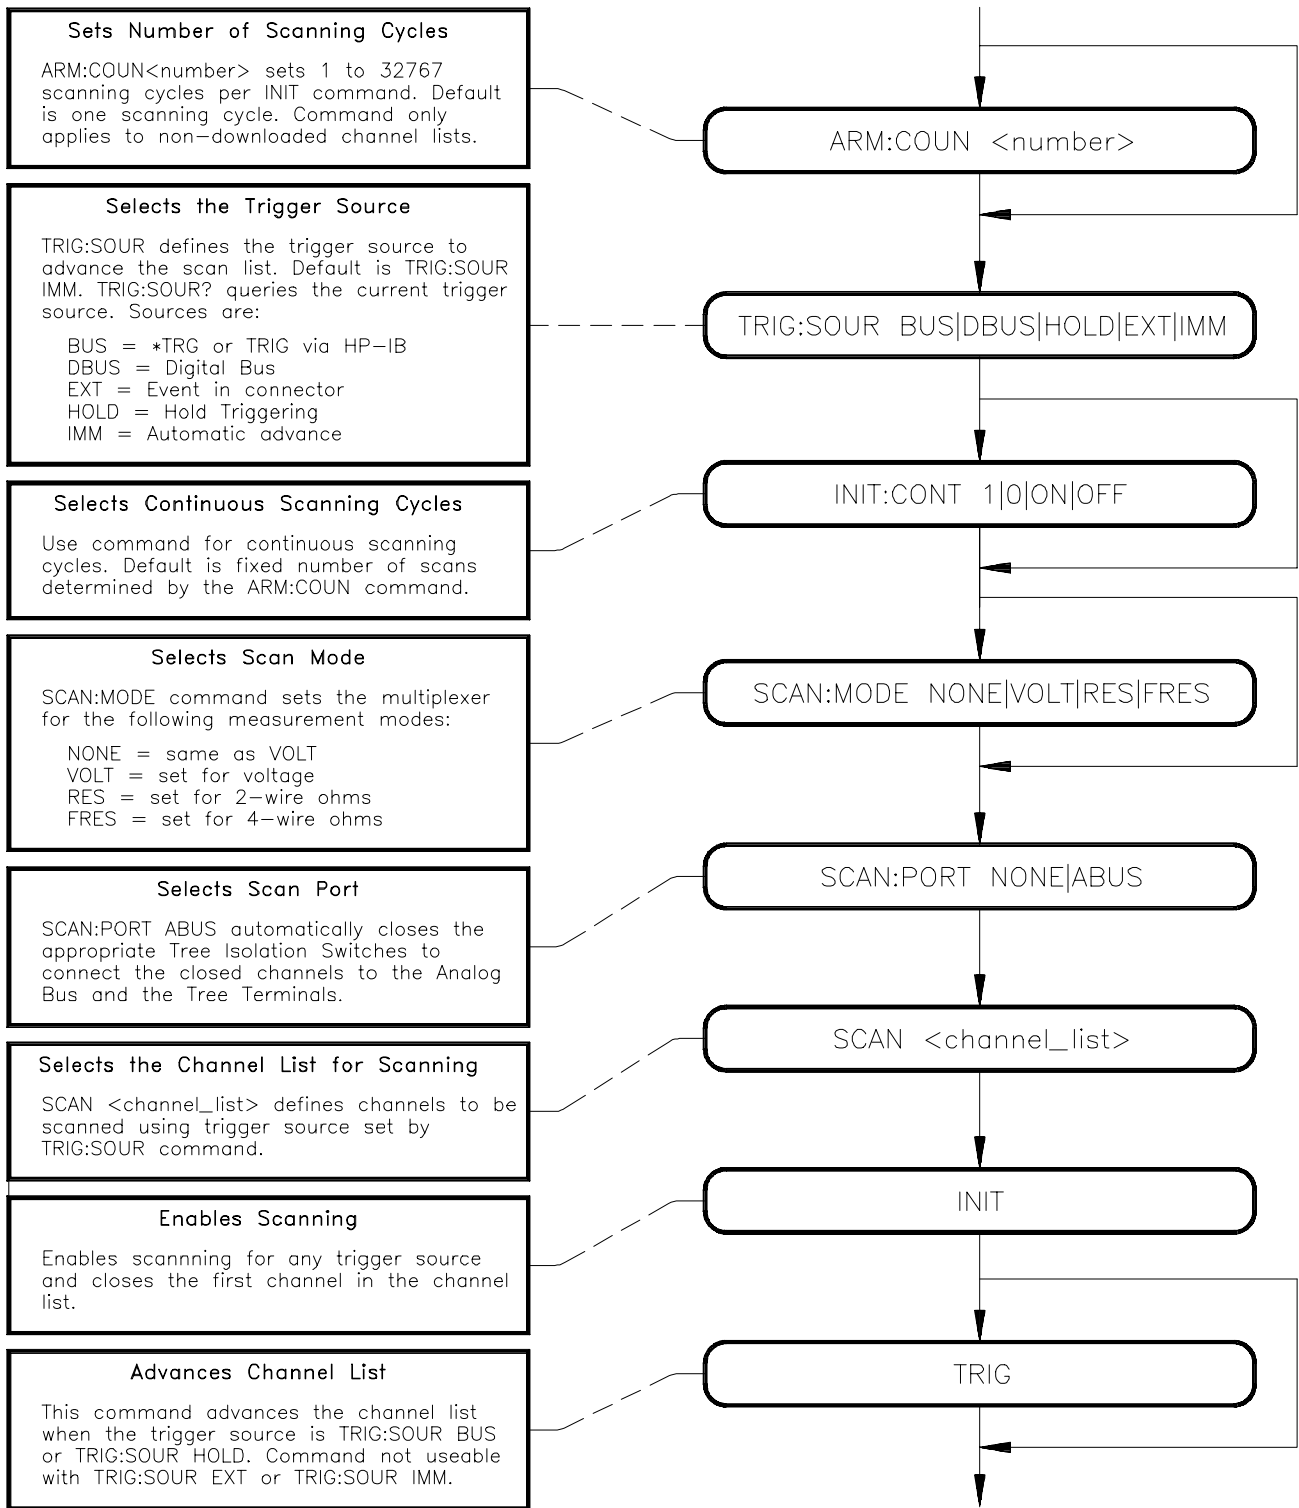 Sets Number of Scanning Cycles
ARM:COUN<number> sets 1 to 32767
scanning cycles per INIT command. Default
is one scanning cycle. Command only
applies to non-downloaded channel lists.
ARM:COUN <number>
Selects the Trigger Source
TRIG:SOUR defines the trigger source to
advance the scan list. Default is TRIG:SOUR
IMM. TRIG:SOUR? queries the current trigger
source. Sources are:
BUS = *TRG or TRIG via HP-IB
DBUS = Digital Bus
EXT = Event in connector
HOLD = Hold Triggering
IMM = Automatic advance
TRIG:SOUR BUS|DBUS|HOLD|EXT|IMM
Selects Continuous Scanning Cycles
Use command for continuous scanning
cycles. Default is fixed number of scans
determined by the ARM:COUN command.
INIT:CONT 1|0|ON|OFF
Selects Scan Mode
SCAN:MODE command sets the multiplexer
for the following measurement modes:
NONE = same as VOLT
VOLT = set for voltage
RES = set for 2-wire ohms
FRES = set for 4-wire ohms
SCAN:MODE NONE|VOLT|RES|FRES
Selects Scan Port
SCAN:PORT ABUS automatically closes the
appropriate Tree Isolation Switches to
connect the closed channels to the Analog
Bus and the Tree Terminals.
SCAN:PORT NONE|ABUS
Selects the Channel List for Scanning
SCAN <channel_list> defines channels to be
scanned using trigger source set by
TRIG:SOUR command.
SCAN <channel_list>
Enables Scanning
Enables scannning for any trigger source
and closes the first channel in the channel
list.
INIT
Advances Channel List
This command advances the channel list
when the trigger source is TRIG:SOUR BUS
or TRIG:SOUR HOLD. Command not useable
with TRIG:SOUR EXT or TRIG:SOUR IMM.
TRIG